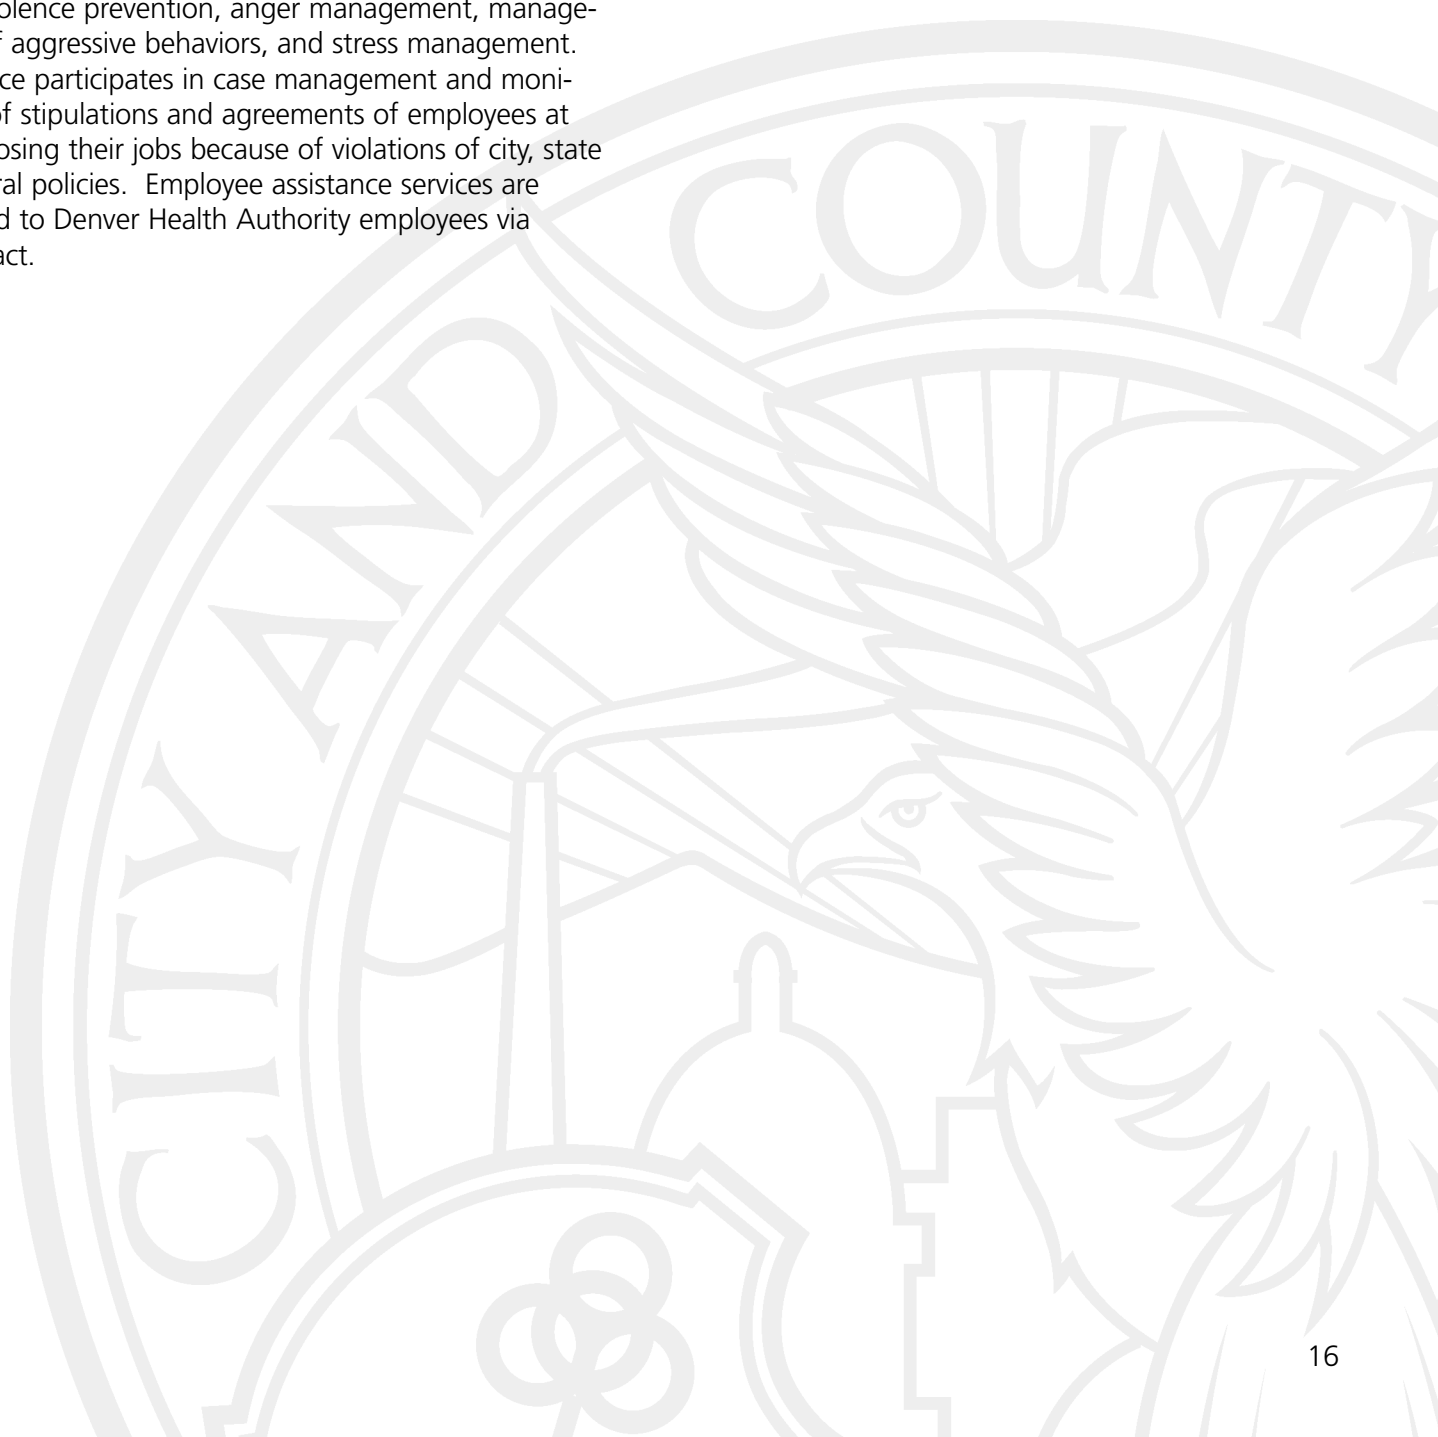 olence prevention, anger management, manage-
f aggressive behaviors, and stress management.
ce participates in case management and moni-
of stipulations and agreements of employees at
osing their jobs because of violations of city, state
ral policies.  Employee assistance services are
d to Denver Health Authority employees via
act.
CITY AND COUNTY
16